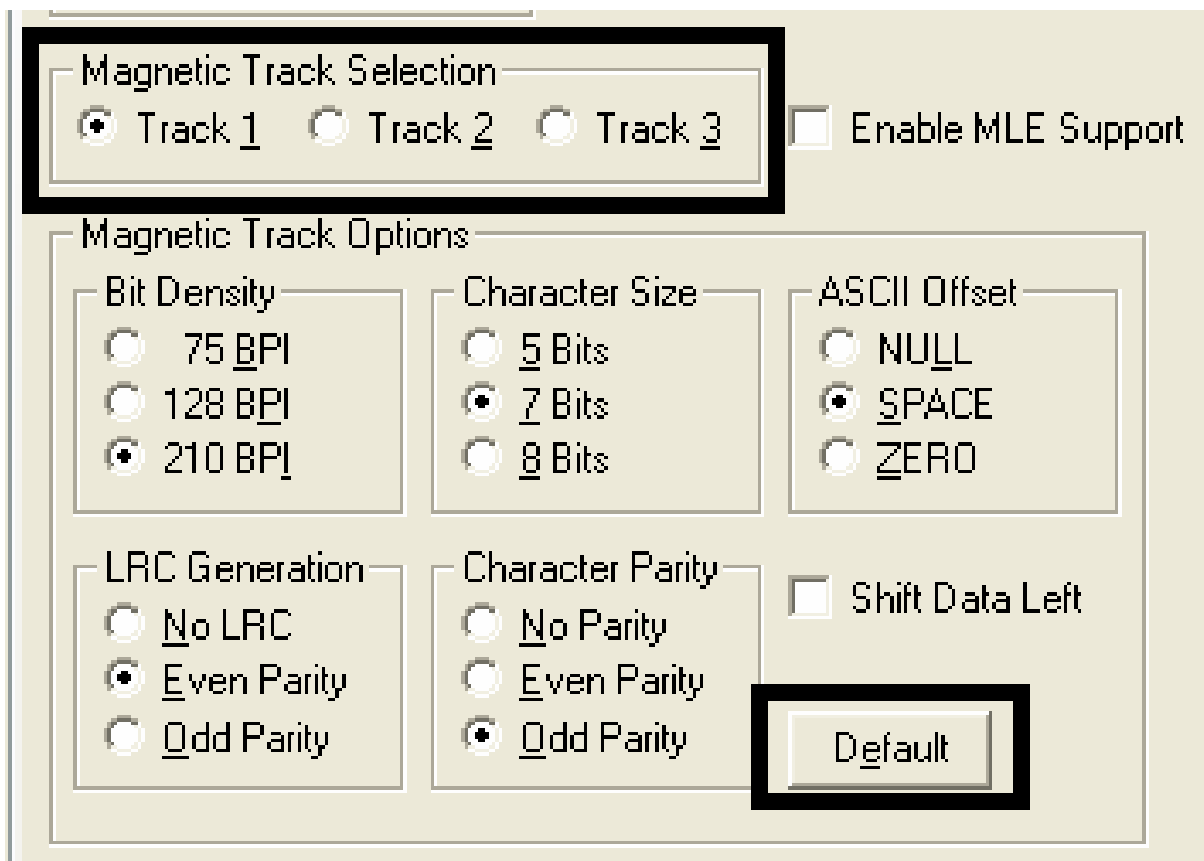 Magnetic Track Selection
Track 1 Track 2 Track 3
Enable MLE Support
Magnetic Track Options
Bit Density
75 BPI
128 BPI
210 BPI
Character Size
5 Bits
7 Bits
8 Bits
ASCII Offset
NULL
SPACE
ZERO
LRC Generation
No LRC
Even Parity
Odd Parity
Character Parity
No Parity
Even Parity
Odd Parity
Shift Data Left
Default